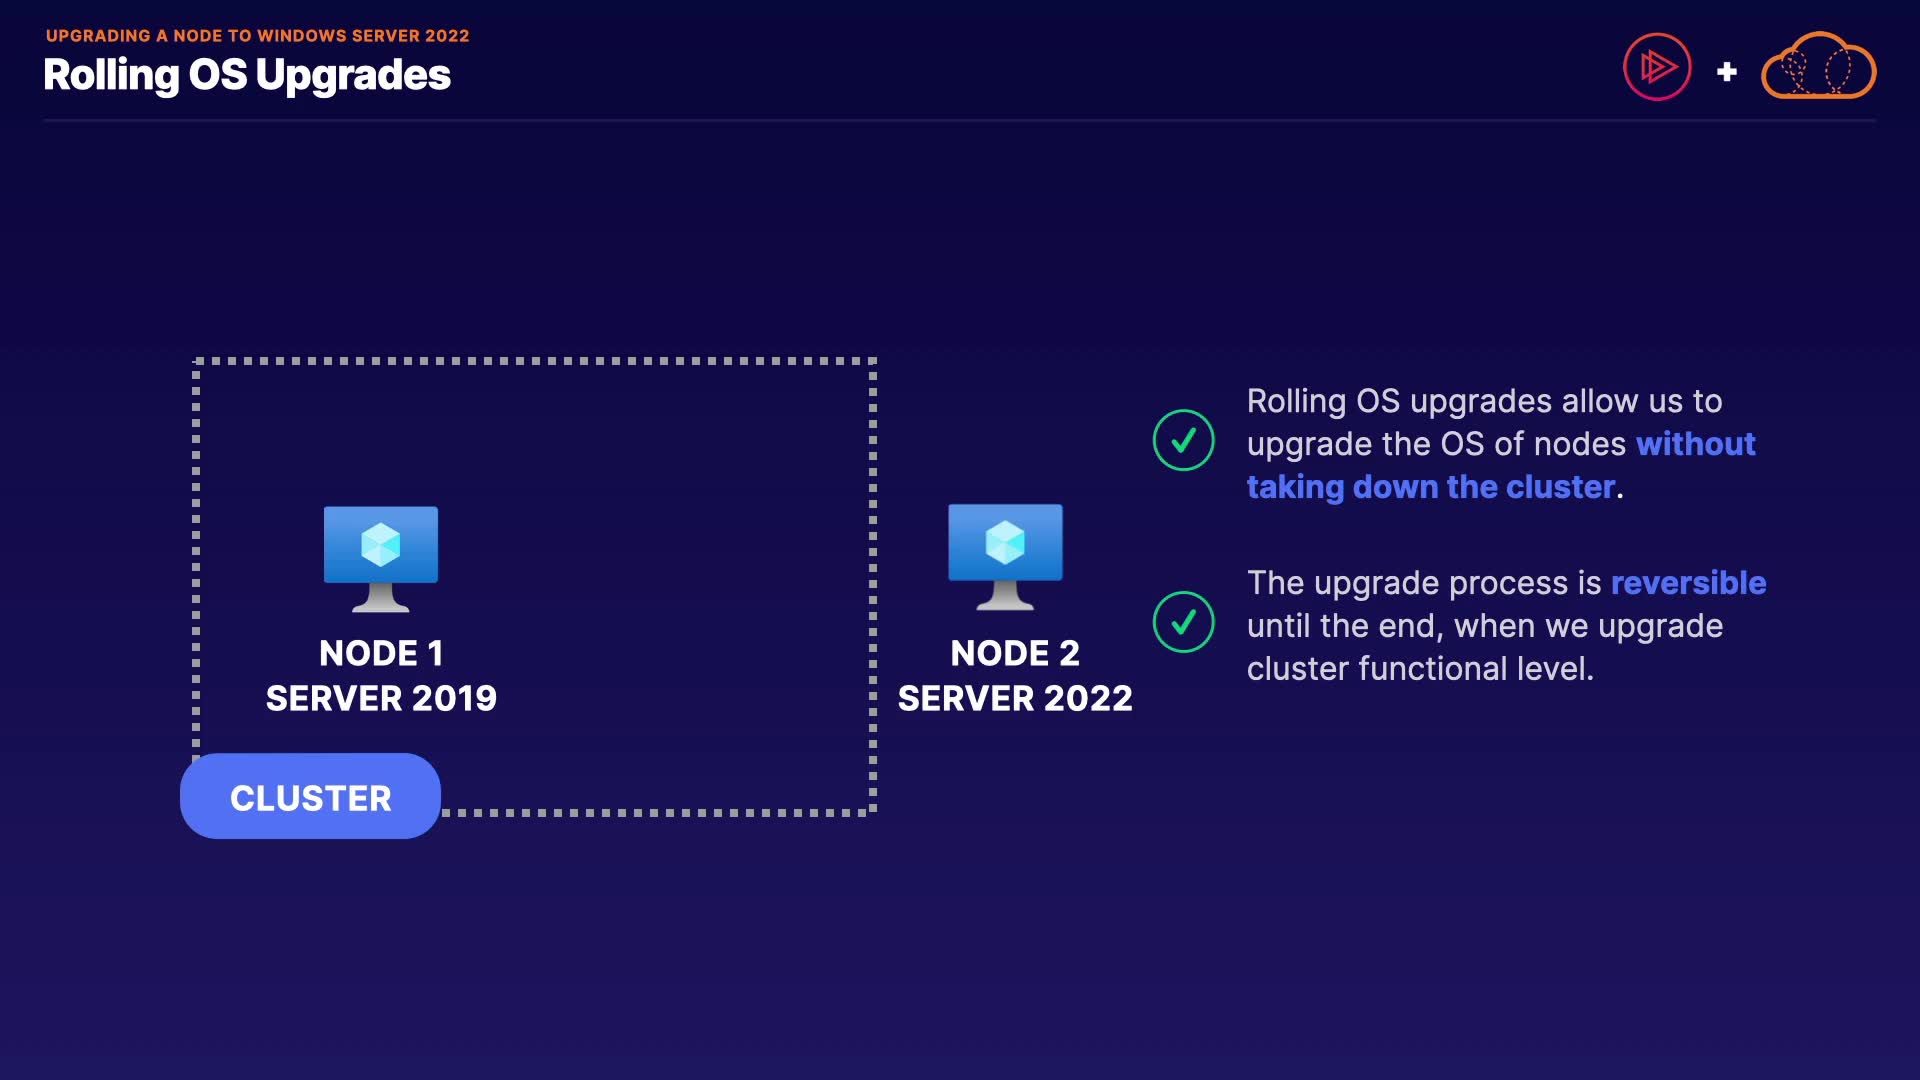 UPGRADING A NODE TO WINDOWS SERVER 2022
Rolling OS Upgrades
+
NODE 1
SERVER 2019
CLUSTER
NODE 2
SERVER 2022
Rolling OS upgrades allow us to
upgrade the OS of nodes without
taking down the cluster.
The upgrade process is reversible
until the end, when we upgrade
cluster functional level.